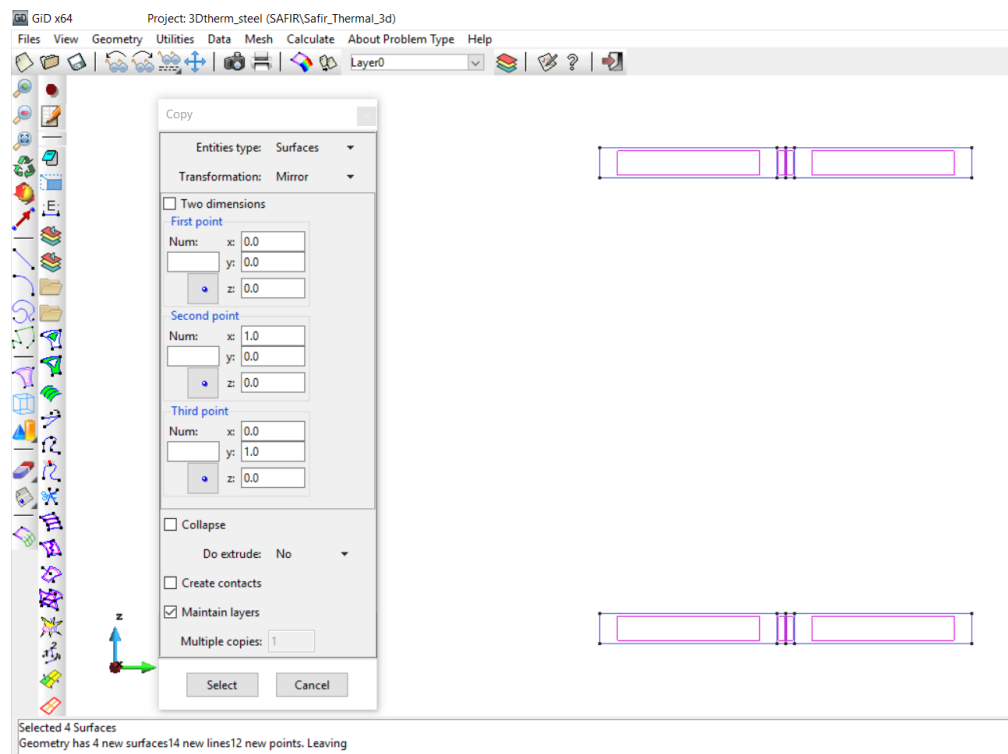 GiD GiD x64 Project: 3Dtherm_steel (SAFIR\Safir_Thermal_3d)
Files View Geometry Utilities Data Mesh Calculate About Problem Type Help
Layer0
Copy
Entities type: Surfaces
Transformation: Mirror
Two dimensions
First point
Num: x: 0.0
y: 0.0
z: 0.0
Second point
Num: x: 1.0
y: 0.0
z: 0.0
Third point
Num: x: 0.0
y: 1.0
z: 0.0
Collapse
Do extrude: No
Create contacts
Maintain layers
Multiple copies: 1
Select Cancel
E
z
x
Selected 4 Surfaces
Geometry has 4 new surfaces14 new lines12 new points. Leaving